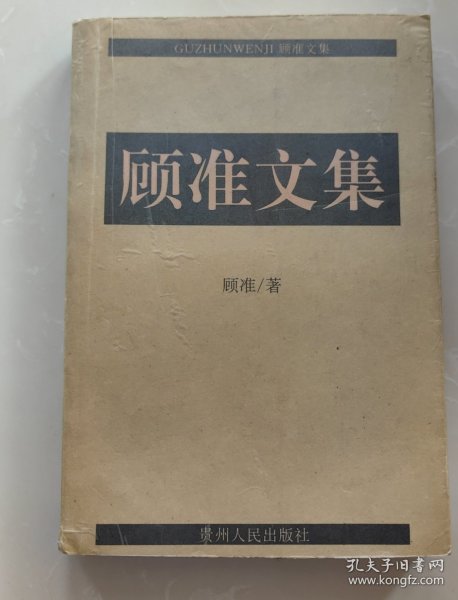 GUZHUNWENJI 顾准文集
顾准文集
顾准/著
贵州人民出版社
孔夫子旧书网
www.kongfz.com